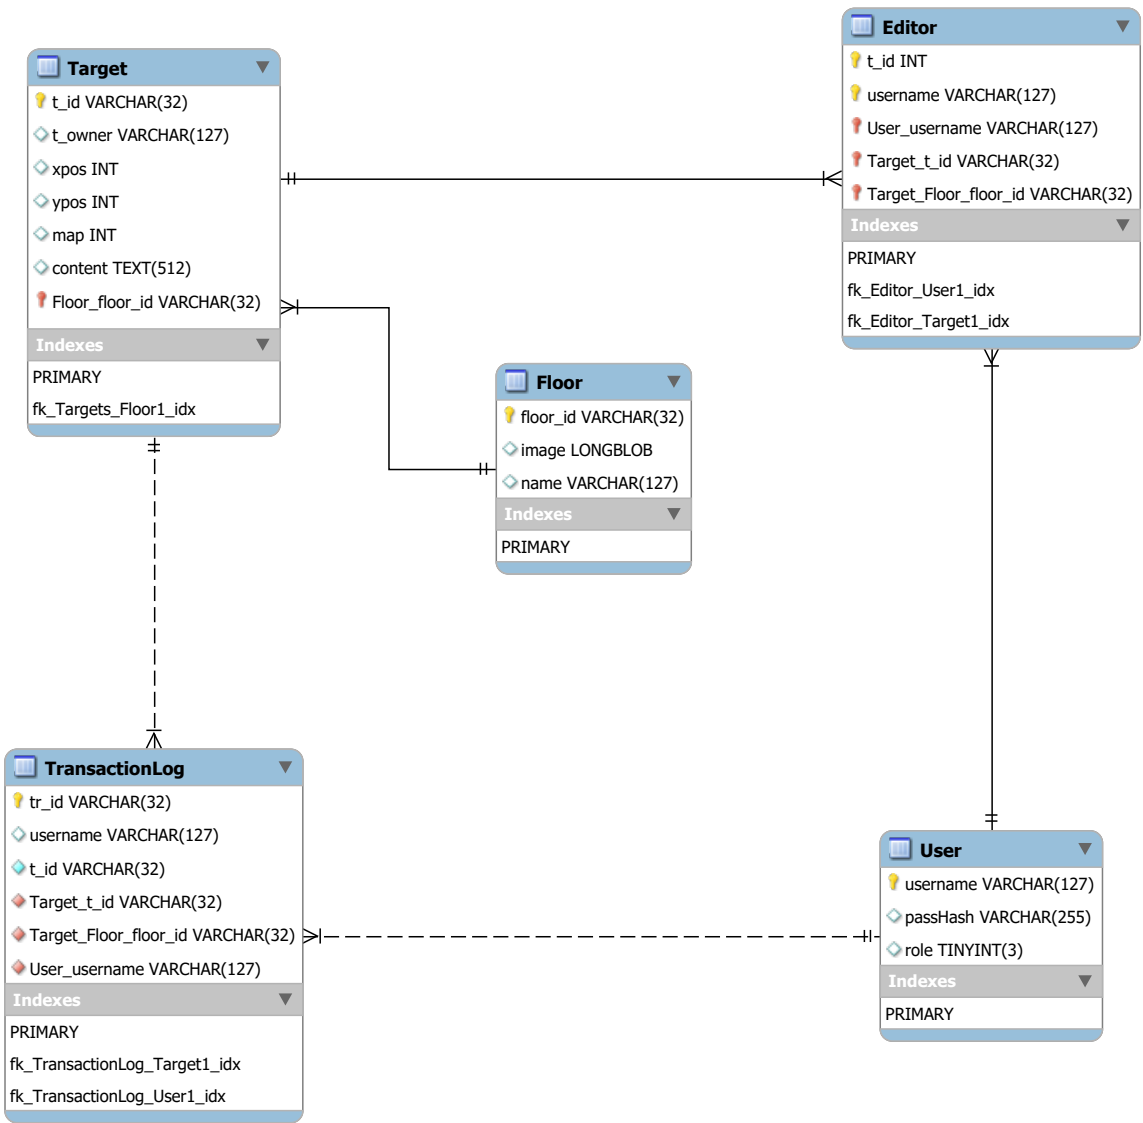 Target
t_id VARCHAR(32)
t_owner VARCHAR(127)
xpos INT
ypos INT
map INT
content TEXT(512)
Floor_floor_id VARCHAR(32)
Indexes
PRIMARY
fk_Targets_Floor1_idx
Editor
t_id INT
username VARCHAR(127)
User_username VARCHAR(127)
Target_t_id VARCHAR(32)
Target_Floor_floor_id VARCHAR(32)
Indexes
PRIMARY
fk_Editor_User1_idx
fk_Editor_Target1_idx
Floor
floor_id VARCHAR(32)
image LONGBLOB
name VARCHAR(127)
Indexes
PRIMARY
TransactionLog
tr_id VARCHAR(32)
username VARCHAR(127)
t_id VARCHAR(32)
Target_t_id VARCHAR(32)
Target_Floor_floor_id VARCHAR(32)
User_username VARCHAR(127)
Indexes
PRIMARY
fk_TransactionLog_Target1_idx
fk_TransactionLog_User1_idx
User
username VARCHAR(127)
passHash VARCHAR(255)
role TINYINT(3)
Indexes
PRIMARY